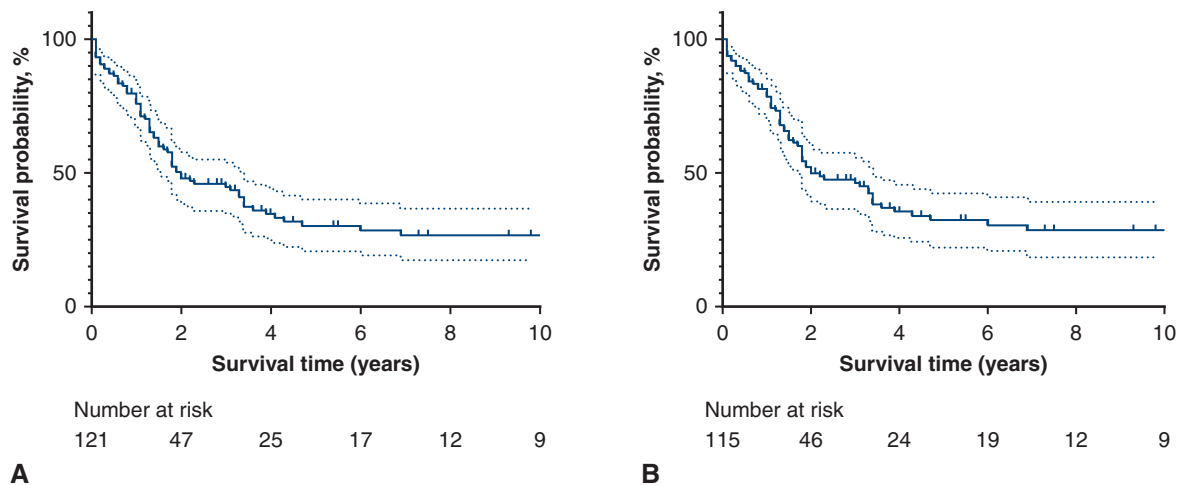 Survival probability, %
100
50
0
0 2 4 6 8 10
Survival time (years)
Number at risk
121 47 25 17 12 9
A
Survival probability, %
100
50
0
0 2 4 6 8 10
Survival time (years)
Number at risk
115 46 24 19 12 9
B